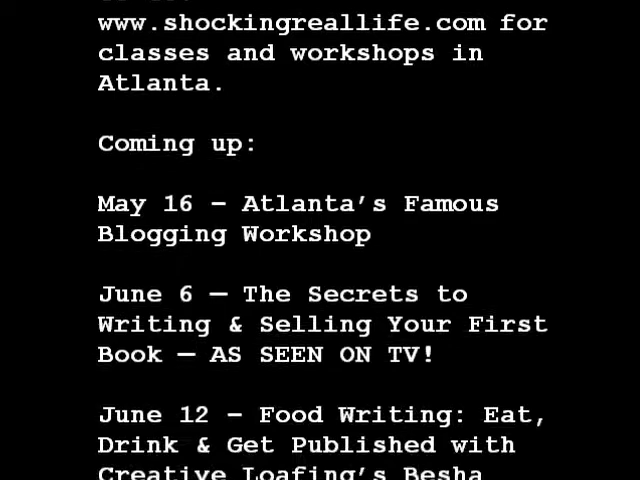 www.shockingreallife.com for
classes and workshops in
Atlanta.
Coming up:
May 16 – Atlanta's Famous
Blogging Workshop
June 6 — The Secrets to
Writing & Selling Your First
Book — AS SEEN ON TV!
June 12 – Food Writing: Eat,
Drink & Get Published with
Creative Loafing's Besha